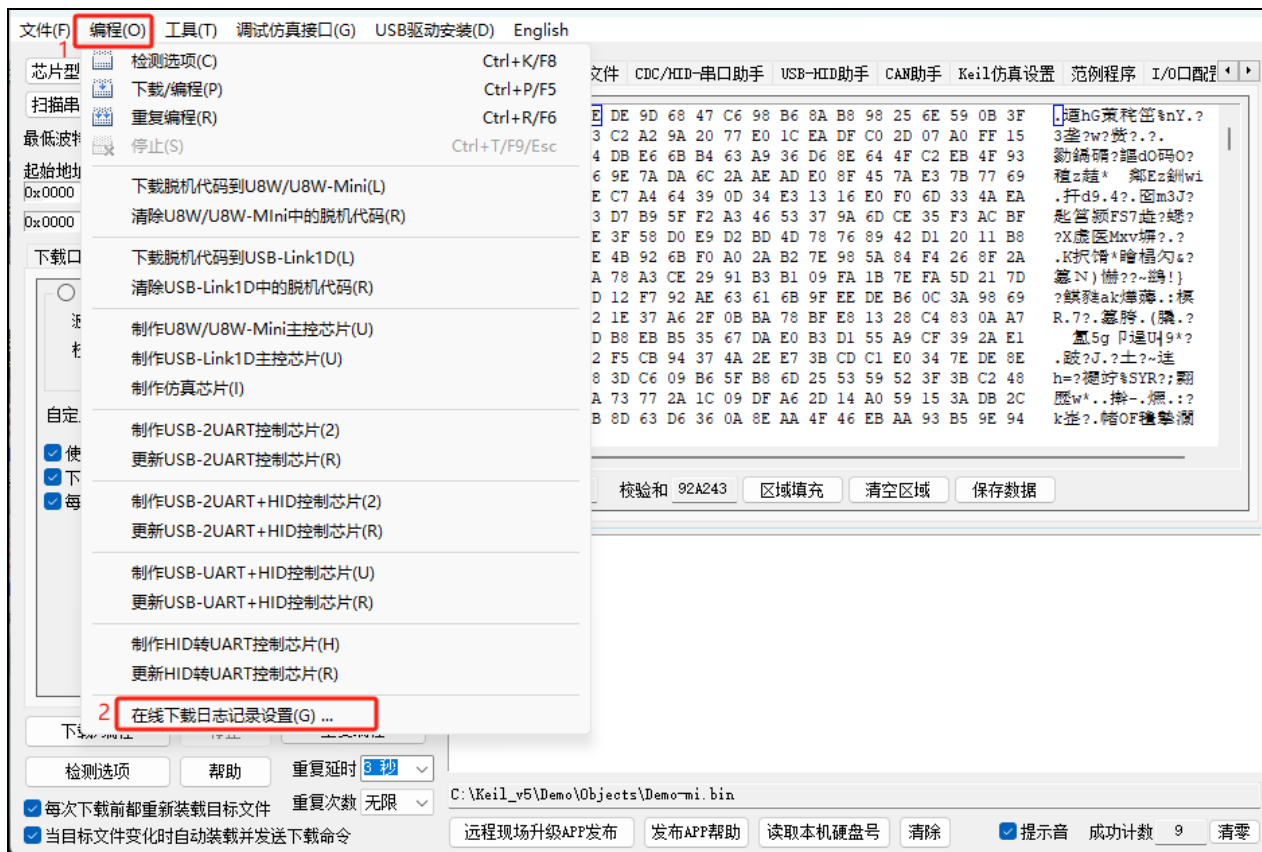 文件(F) 编程(O) 工具(T) 调试仿真接口(G) USB驱动安装(D) English
1
检测选项(C) Ctrl+K/F8
下载/编程(P) Ctrl+P/F5
重复编程(R) Ctrl+R/F6
停止(S) Ctrl+T/F9/Esc
下载脱机代码到U8W/U8W-Mini(L)
清除U8W/U8W-MIni中的脱机代码(R)
下载脱机代码到USB-Link1D(L)
清除USB-Link1D中的脱机代码(R)
制作U8W/U8W-Mini主控芯片(U)
制作USB-Link1D主控芯片(U)
制作仿真芯片(I)
制作USB-2UART控制芯片(2)
更新USB-2UART控制芯片(R)
制作USB-2UART+HID控制芯片(2)
更新USB-2UART+HID控制芯片(R)
制作USB-UART+HID控制芯片(U)
更新USB-UART+HID控制芯片(R)
制作HID转UART控制芯片(H)
更新HID转UART控制芯片(R)
2 在线下载日志记录设置(G) ...
芯片型
扫描串
最低波特
起始地址
0x0000
0x0000
下载口
自定
使
下
每
文件 CDC/HID-串口助手 USB-HID助手 CAN助手 Keil仿真设置 范例程序 I/O口配置
E DE 9D 68 47 C6 98 B6 8A B8 98 25 6E 59 0B 3F
3 C2 A2 9A 20 77 E0 1C EA DF C0 2D 07 A0 FF 15
4 DB E6 6B B4 63 A9 36 D6 8E 64 4F C2 EB 4F 93
6 9E 7A DA 6C 2A AE AD E0 8F 45 7A E3 7B 77 69
E C7 A4 64 39 0D 34 E3 13 16 E0 F0 6D 33 4A EA
3 D7 B9 5F F2 A3 46 53 37 9A 6D CE 35 F3 AC BF
E 3F 58 D0 E9 D2 BD 4D 78 76 89 42 D1 20 11 B8
E 4B 92 6B F0 A0 2A B2 7E 98 5A 84 F4 26 8F 2A
A 78 A3 CE 29 91 B3 B1 09 FA 1B 7E FA 5D 21 7D
D 12 F7 92 AE 63 61 6B 9F EE DE B6 0C 3A 98 69
2 1E 37 A6 2F 0B BA 78 BF E8 13 28 C4 83 0A A7
D B8 EB B5 35 67 DA E0 B3 D1 55 A9 CF 39 2A E1
2 F5 CB 94 37 4A 2E E7 3B CD C1 E0 34 7E DE 8E
8 3D C6 09 B6 5F B8 6D 25 53 59 52 3F 3B C2 48
A 73 77 2A 1C 09 DF A6 2D 14 A0 59 15 3A DB 2C
B 8D 63 D6 36 0A 8E AA 4F 46 EB AA 93 B5 9E 94
校验和 92A243 区域填充 清空区域 保存数据
检测选项 帮助 重复延时 3 秒
每次下载前都重新装载目标文件 重复次数 无限
当目标文件变化时自动装载并发送下载命令
C:\Keil_v5\Demo\Objects\Demo-mi.bin
远程现场升级APP发布 发布APP帮助 读取本机硬盘号 清除 提示音 成功计数 9 清零